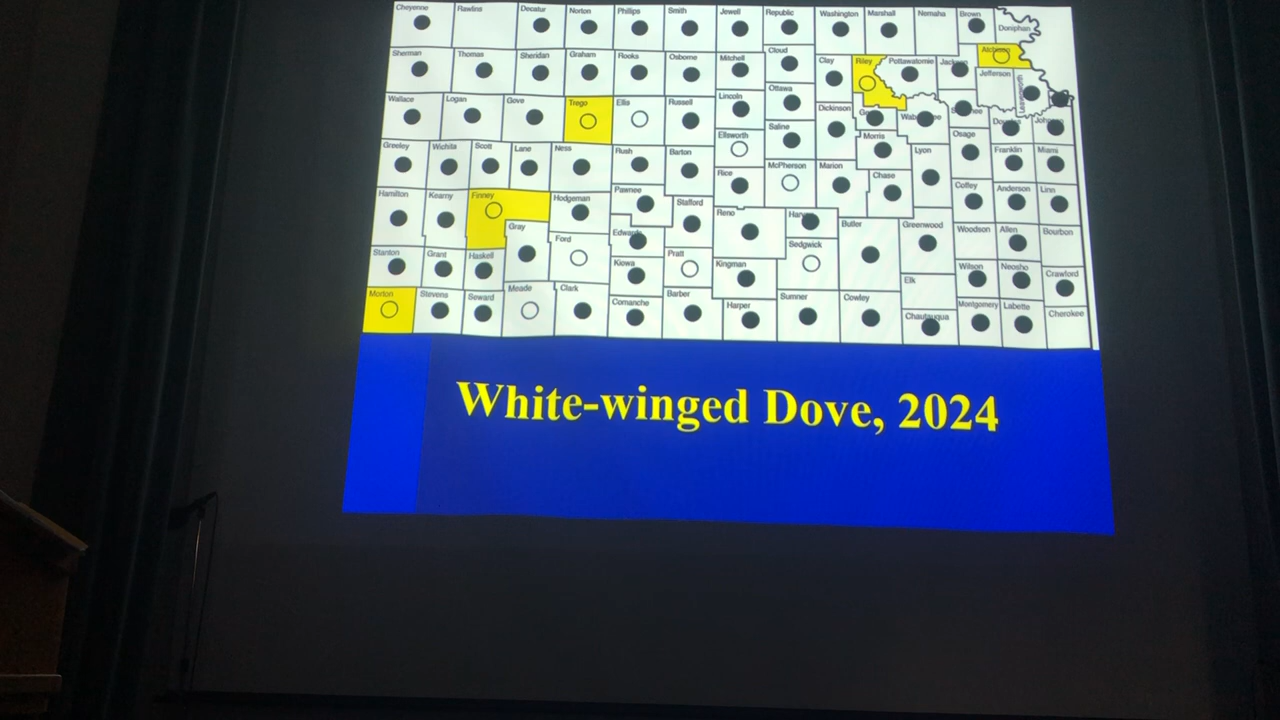 Cheyenne Rawlins Decatur Norton Phillips Smith Jewell Republic Washington Marshall Nemaha Brown Doniphan
Sherman Thomas Sheridan Graham Rooks Osborne Mitchell Cloud Clay Riley Pottawatomie Atchison
Jefferson Leavenworth
Wallace Logan Gove Trego Ellis Russell Lincoln Ottawa Dickinson
Ellsworth Saline Morris Osage
Greeley Wichita Scott Lane Ness Rush Barton Rice McPherson Marion Chase Lyon Franklin Miami
Hamilton Kearny Finney Hodgeman Pawnee Stafford Reno Coffey Anderson Linn
Gray Ford Edwards Sedgwick Butler Greenwood Woodson Allen Bourbon
Stanton Grant Haskell Kiowa Pratt Kingman Elk Wilson Neosho Crawford
Morton Stevens Seward Meade Clark Comanche Barber Harper Sumner Cowley Chautauqua Montgomery Labette Cherokee
White-winged Dove, 2024